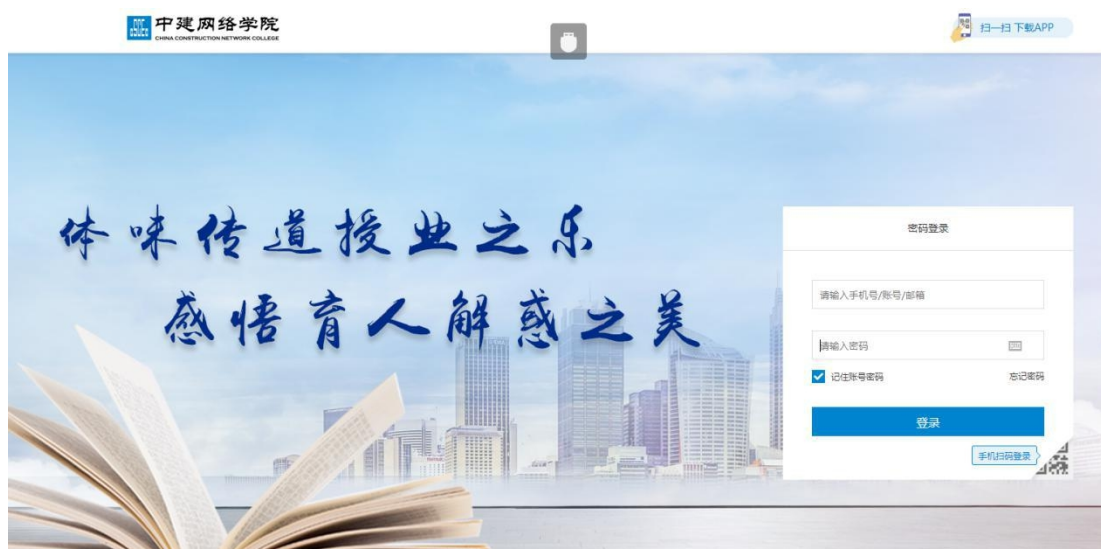 中建网络学院
CHINA CONSTRUCTION NETWORK COLLEGE
扫一扫 下载APP
体味传道授业之乐
感悟育人解惑之美
密码登录
请输入手机号/账号/邮箱
请输入密码
记住账号密码 忘记密码
登录
手机扫码登录